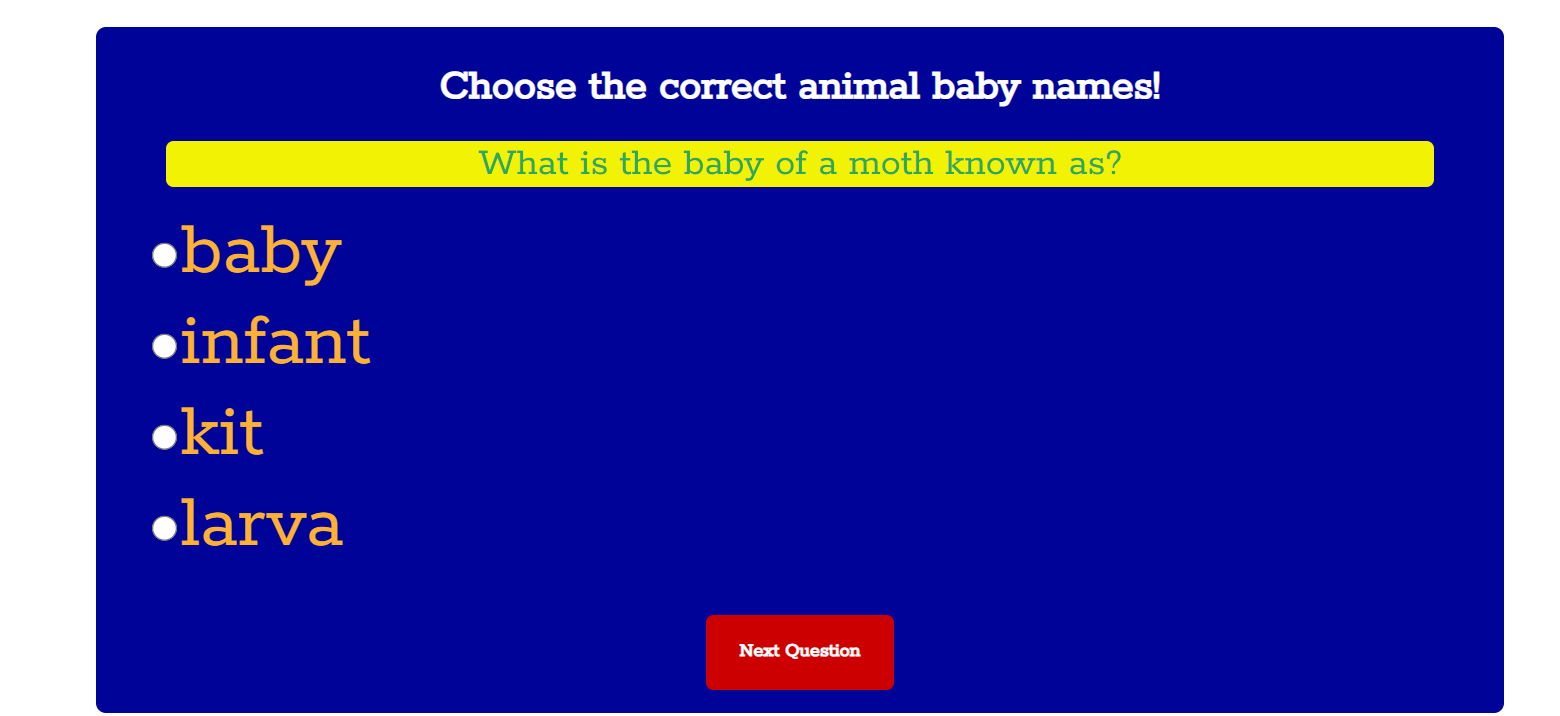 Choose the correct animal baby names!
What is the baby of a moth known as?
baby
infant
kit
larva
Next Question